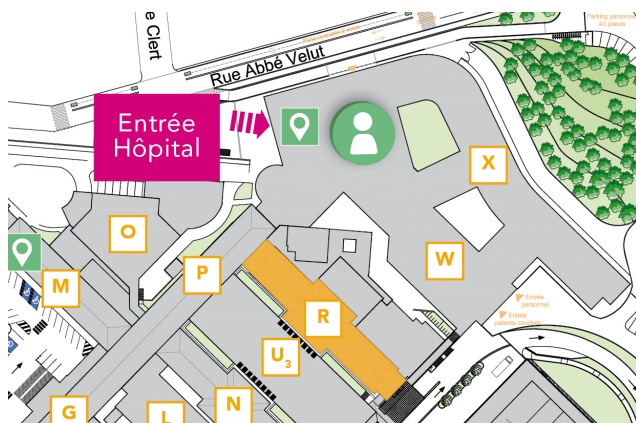 e Clert
Rue Abbé Velut
Parking personnel
43 places
Entrée
Hôpital
X
O
W
M
P
R
Entrée
personnel
Entrée
patients couchés
U3
G
L
N